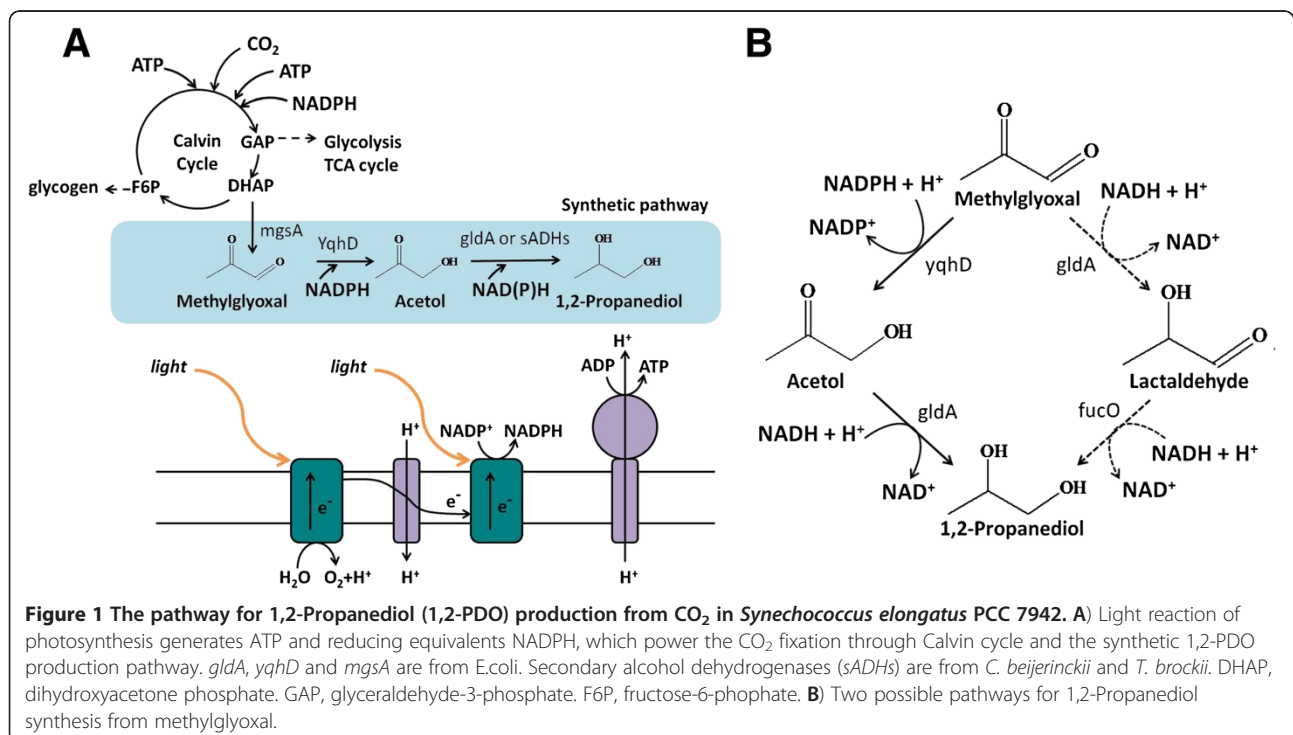 A
CO₂
ATP
ATP
NADPH
Calvin
Cycle
GAP
Glycolysis
TCA cycle
glycogen
F6P
DHAP
Synthetic pathway
mgsA
O
O
Methylglyoxal
YqhD
NADPH
O
OH
Acetol
gldA or sADHs
NAD(P)H
OH
OH
1,2-Propanediol
light
light
H⁺
NADP⁺
NADPH
H⁺
ADP
ATP
e⁻
e⁻
e⁻
H₂O
O₂+H⁺
H⁺
H⁺
B
O
O
Methylglyoxal
NADPH + H⁺
NADP⁺
yqhD
NADH + H⁺
NAD⁺
gldA
O
OH
Acetol
OH
O
Lactaldehyde
gldA
NADH + H⁺
NAD⁺
fucO
NADH + H⁺
NAD⁺
OH
OH
1,2-Propanediol
Figure 1 The pathway for 1,2-Propanediol (1,2-PDO) production from CO₂ in Synechococcus elongatus PCC 7942. A) Light reaction of
photosynthesis generates ATP and reducing equivalents NADPH, which power the CO₂ fixation through Calvin cycle and the synthetic 1,2-PDO
production pathway. gldA, yqhD and mgsA are from E.coli. Secondary alcohol dehydrogenases (sADHs) are from C. beijerinckii and T. brockii. DHAP,
dihydroxyacetone phosphate. GAP, glyceraldehyde-3-phosphate. F6P, fructose-6-phophate. B) Two possible pathways for 1,2-Propanediol
synthesis from methylglyoxal.